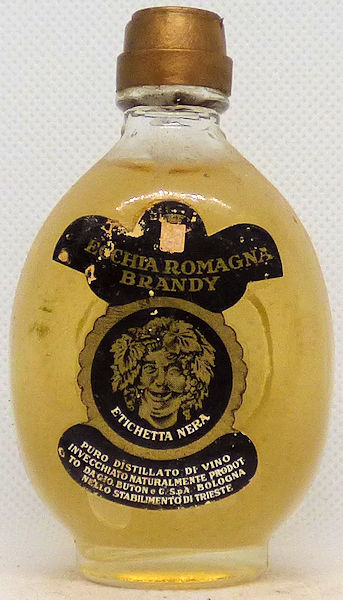 ECCHIA ROMAGNA
BRANDY
ETICHETTA NERA
PURO DISTILLATO DI VINO
INVECCHIATO NATURALMENTE PRODOT
TO DA GIO. BUTON e C. S.p.A. BOLOGNA
NELLO STABILIMENTO DI TRIESTE